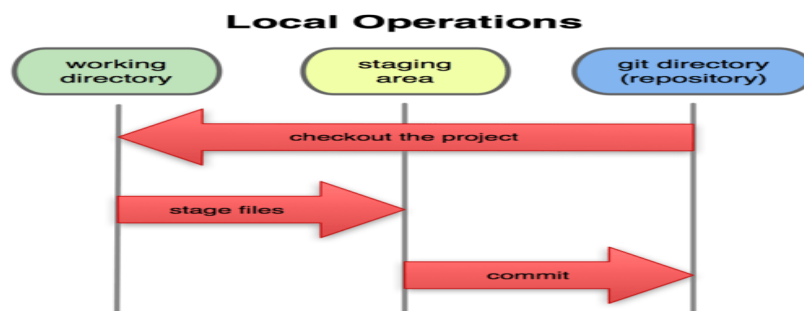 Local Operations
working
directory
staging
area
git directory
(repository)
checkout the project
stage files
commit